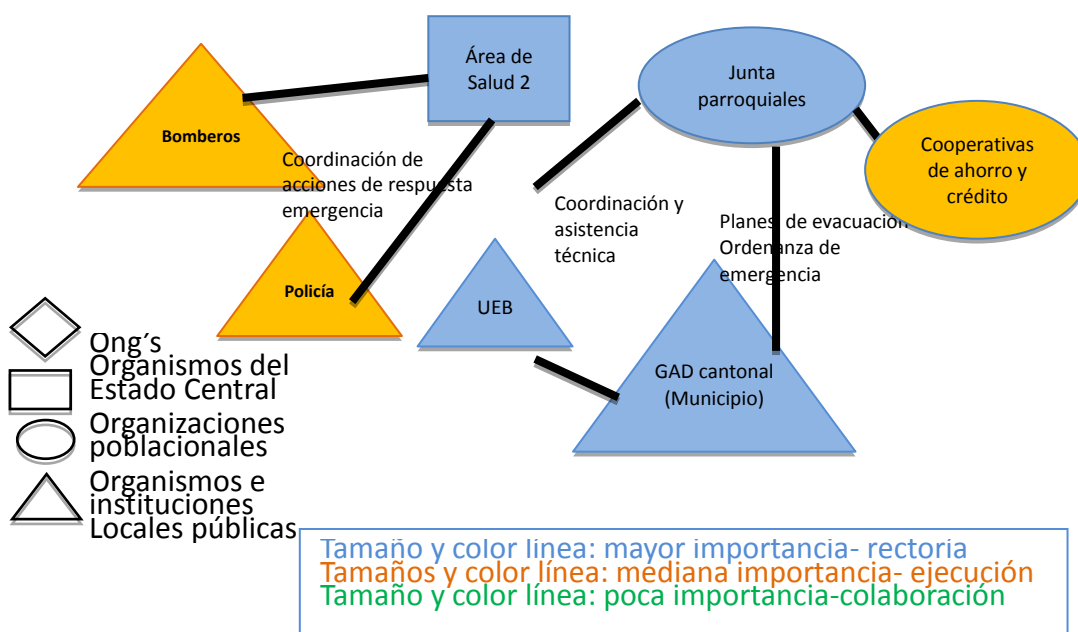 Área de
Salud 2
Junta
parroquiales
Bomberos
Cooperativas
de ahorro y
crédito
Coordinación de
acciones de respuesta
emergencia
Coordinación y
asistencia
técnica
Planes de evacuación
Ordenanza de
emergencia
Policía
UEB
GAD cantonal
(Municipio)
Ong´s
Organismos del
Estado Central
Organizaciones
poblacionales
Organismos e
instituciones
Locales públicas
Tamaño y color línea: mayor importancia- rectoria
Tamaños y color línea: mediana importancia- ejecución
Tamaño y color línea: poca importancia-colaboración